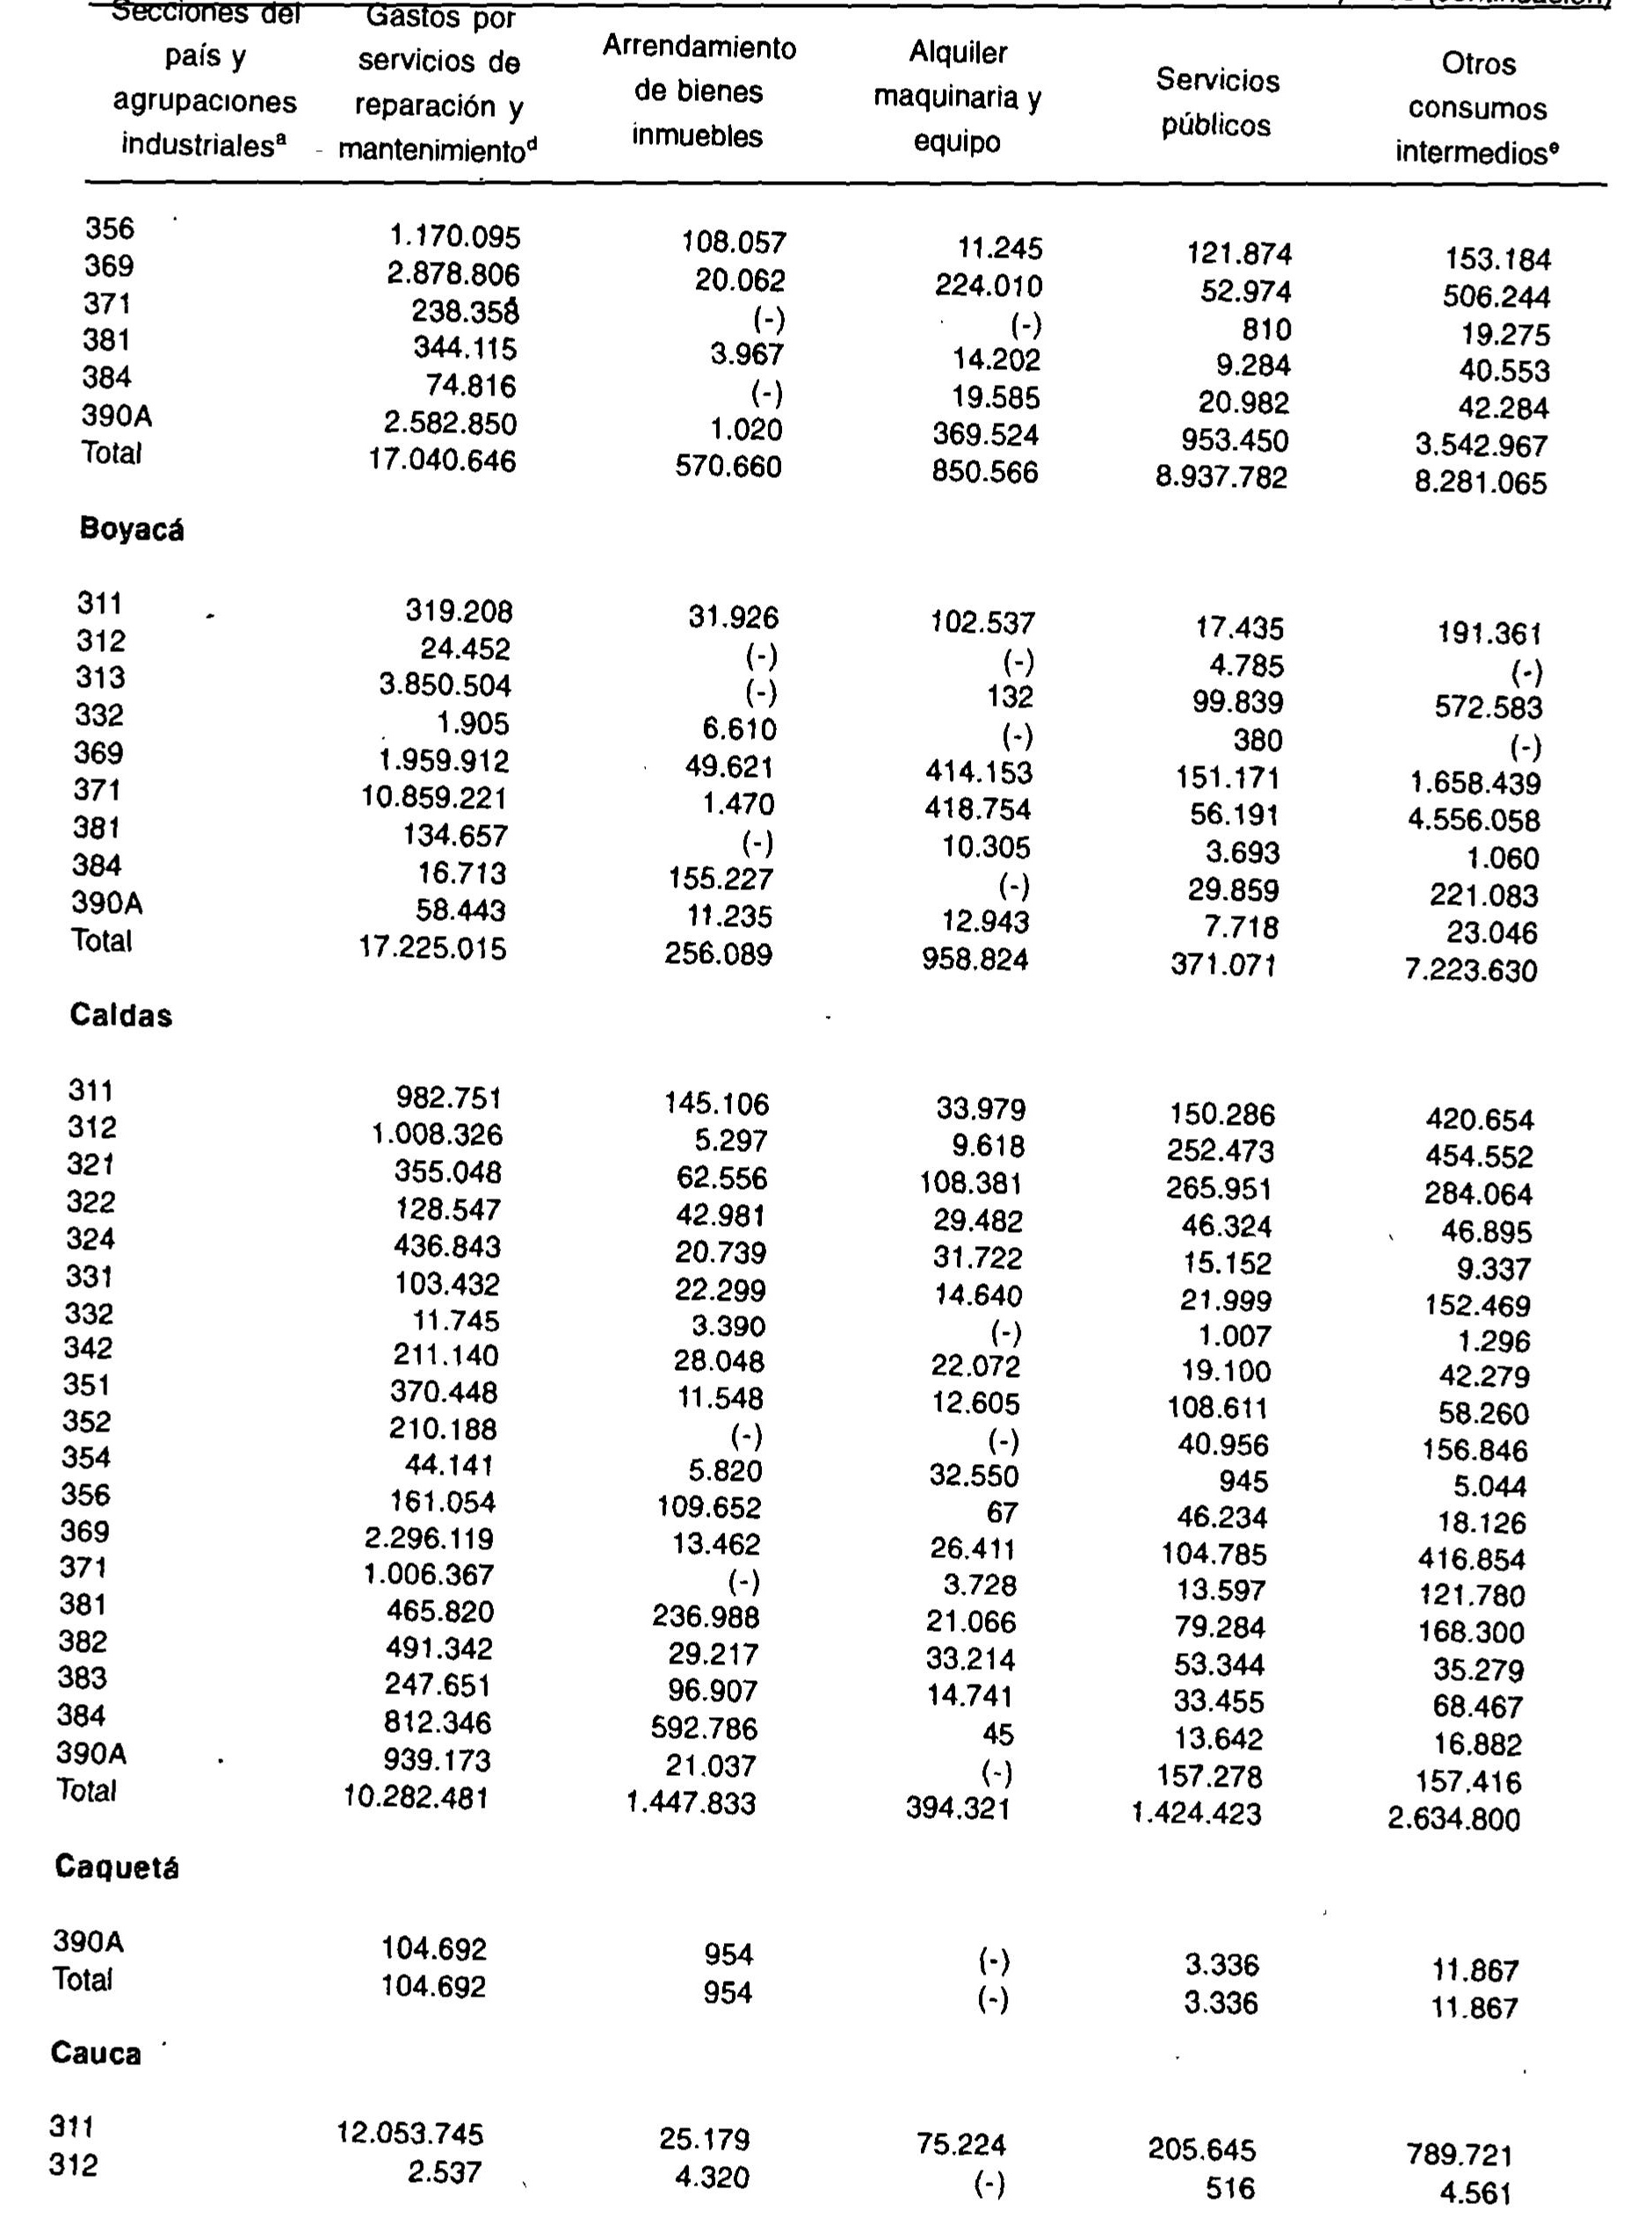 (continuación)
Secciones del país y agrupaciones industrialesª Gastos por servicios de reparación y mantenimientoᵈ Arrendamiento de bienes inmuebles Alquiler maquinaria y equipo Servicios públicos Otros consumos intermediosᵉ
356 1.170.095 108.057 11.245 121.874 153.184
369 2.878.806 20.062 224.010 52.974 506.244
371 238.358 (-) (-) 810 19.275
381 344.115 3.967 14.202 9.284 40.553
384 74.816 (-) 19.585 20.982 42.284
390A 2.582.850 1.020 369.524 953.450 3.542.967
Total 17.040.646 570.660 850.566 8.937.782 8.281.065
Boyacá
311 319.208 31.926 102.537 17.435 191.361
312 24.452 (-) (-) 4.785 (-)
313 3.850.504 (-) 132 99.839 572.583
332 1.905 6.610 (-) 380 (-)
369 1.959.912 49.621 414.153 151.171 1.658.439
371 10.859.221 1.470 418.754 56.191 4.556.058
381 134.657 (-) 10.305 3.693 1.060
384 16.713 155.227 (-) 29.859 221.083
390A 58.443 11.235 12.943 7.718 23.046
Total 17.225.015 256.089 958.824 371.071 7.223.630
Caldas
311 982.751 145.106 33.979 150.286 420.654
312 1.008.326 5.297 9.618 252.473 454.552
321 355.048 62.556 108.381 265.951 284.064
322 128.547 42.981 29.482 46.324 46.895
324 436.843 20.739 31.722 15.152 9.337
331 103.432 22.299 14.640 21.999 152.469
332 11.745 3.390 (-) 1.007 1.296
342 211.140 28.048 22.072 19.100 42.279
351 370.448 11.548 12.605 108.611 58.260
352 210.188 (-) (-) 40.956 156.846
354 44.141 5.820 32.550 945 5.044
356 161.054 109.652 67 46.234 18.126
369 2.296.119 13.462 26.411 104.785 416.854
371 1.006.367 (-) 3.728 13.597 121.780
381 465.820 236.988 21.066 79.284 168.300
382 491.342 29.217 33.214 53.344 35.279
383 247.651 96.907 14.741 33.455 68.467
384 812.346 592.786 45 13.642 16.882
390A 939.173 21.037 (-) 157.278 157.416
Total 10.282.481 1.447.833 394.321 1.424.423 2.634.800
Caquetá
390A 104.692 954 (-) 3.336 11.867
Total 104.692 954 (-) 3.336 11.867
Cauca
311 12.053.745 25.179 75.224 205.645 789.721
312 2.537 4.320 (-) 516 4.561